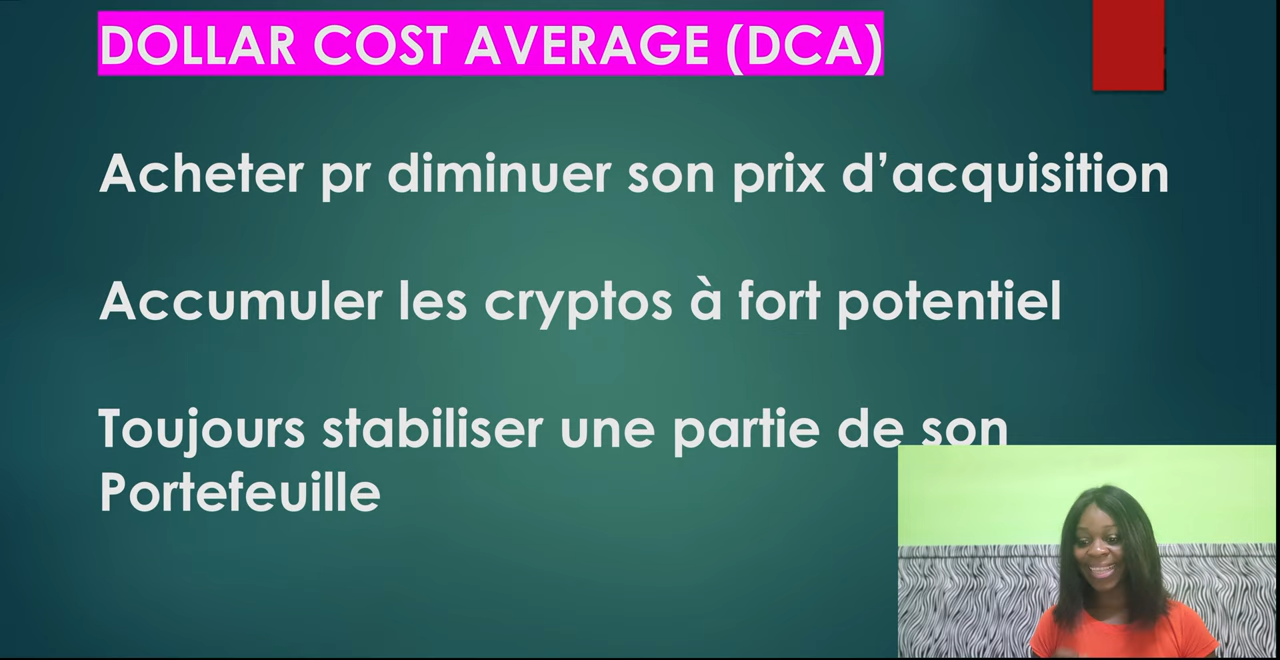 DOLLAR COST AVERAGE (DCA)
Acheter pr diminuer son prix d’acquisition
Accumuler les cryptos à fort potentiel
Toujours stabiliser une partie de son
Portefeuille